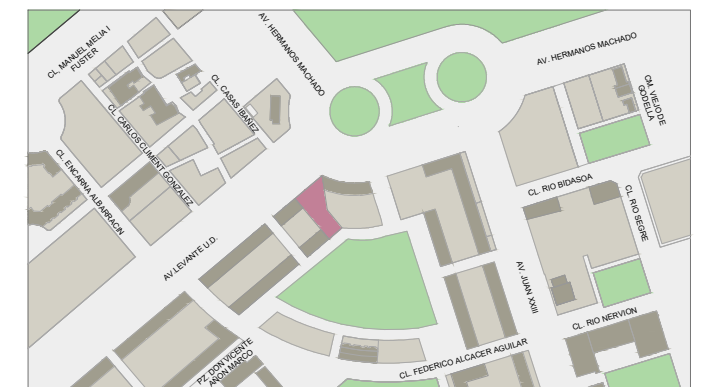 CL. MANUEL MELIA I
FUSTER
AV. HERMANOS MACHADO
AV. HERMANOS MACHADO
CL. CASAS IBAÑEZ
CM. VIEJO DE
GODELLA
CL. CARLOS CLIMENT GONZALEZ
CL. ENCARNA ALBARRACIN
CL. RIO BIDASOA
CL. RIO SEGRE
AV.LEVANTE U.D.
AV. JUAN XXIII
CL. RIO NERVION
PZ. DON VICENTE
AÑON MARCO
CL. FEDERICO ALCACER AGUILAR